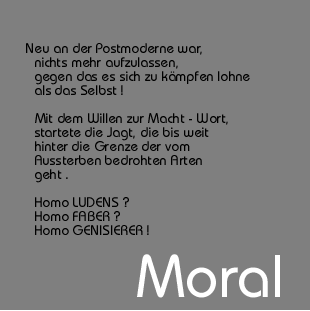 Neu an der Postmoderne war,
nichts mehr aufzulassen,
gegen das es sich zu kämpfen lohne
als das Selbst !
Mit dem Willen zur Macht - Wort,
startete die Jagt, die bis weit
hinter die Grenze der vom
Aussterben bedrohten Arten
geht .
Homo LUDENS ?
Homo FABER ?
Homo GENISIERER !
Moral